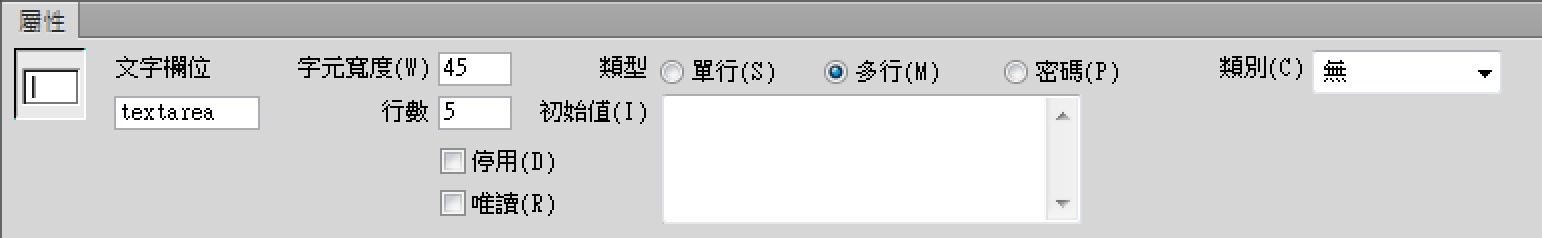 屬性
文字欄位 字元寬度(W) 45 類型 單行(S) 多行(M) 密碼(P) 類別(C) 無
textarea 行數 5 初始值(I)
停用(D)
唯讀(R)